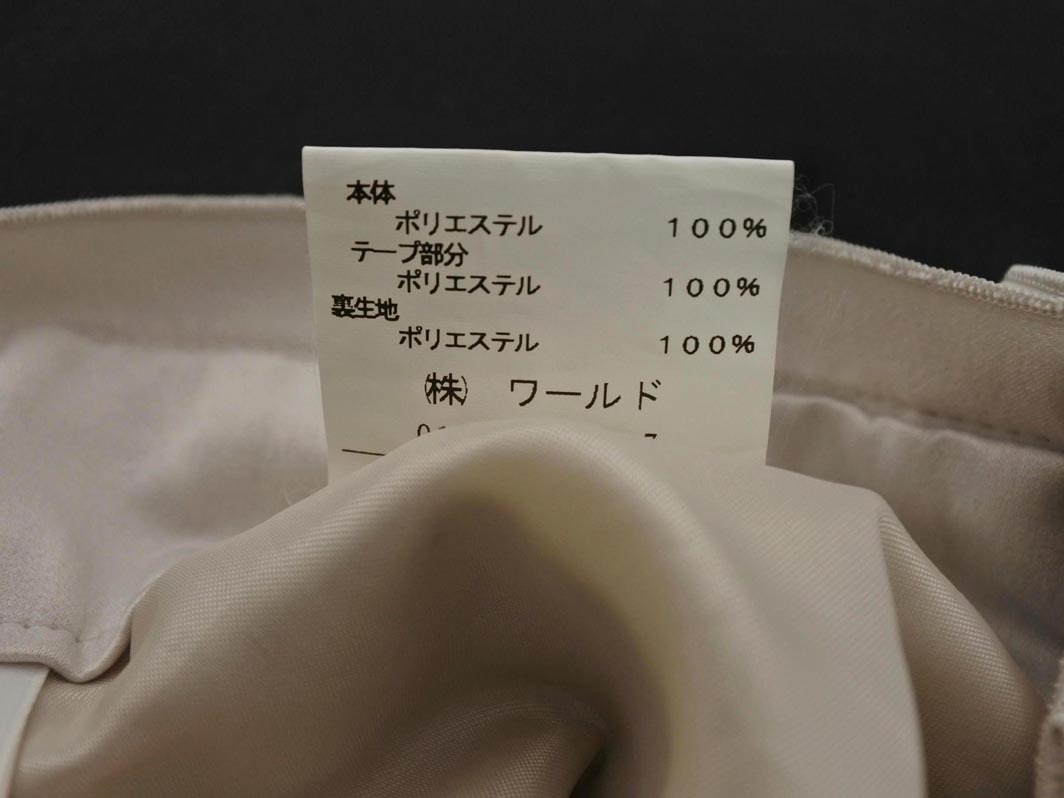 本体
ポリエステル 100%
テープ部分
ポリエステル 100%
裏生地
ポリエステル 100%
㈱ ワールド